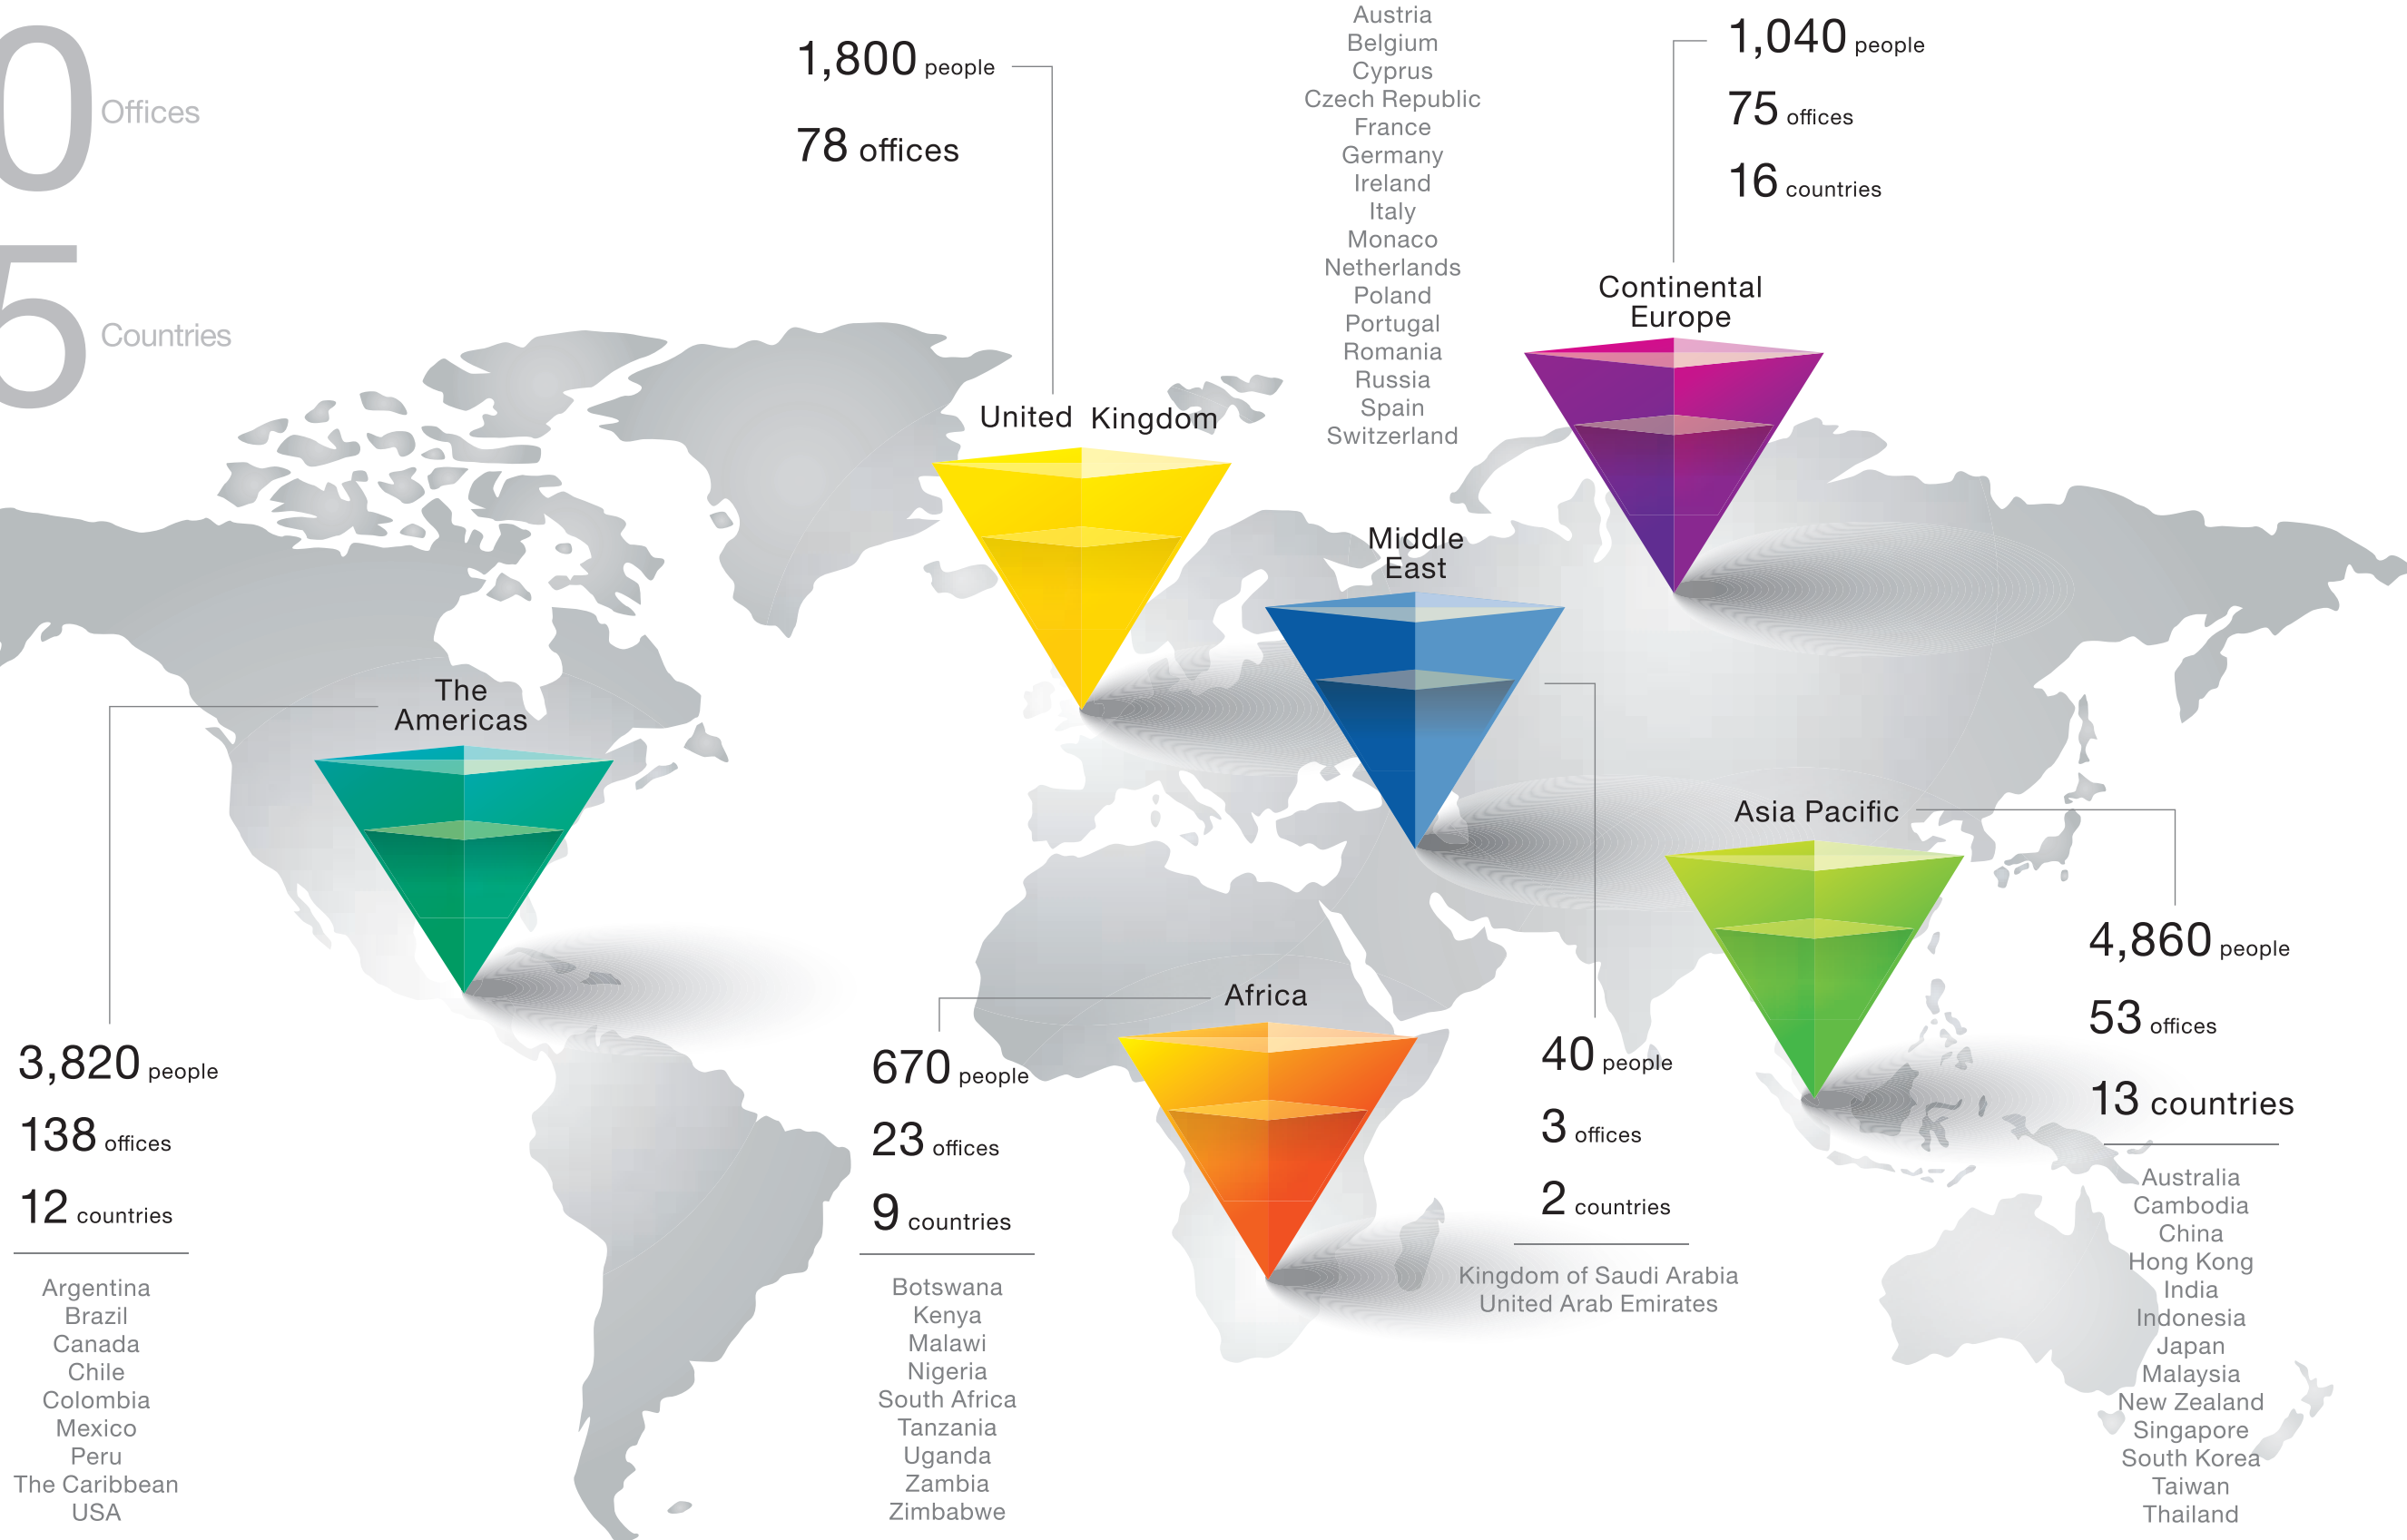 0 Offices
5 Countries
1,800 people
78 offices
United Kingdom
Austria
Belgium
Cyprus
Czech Republic
France
Germany
Ireland
Italy
Monaco
Netherlands
Poland
Portugal
Romania
Russia
Spain
Switzerland
1,040 people
75 offices
16 countries
Continental
Europe
Middle
East
The
Americas
3,820 people
138 offices
12 countries
Argentina
Brazil
Canada
Chile
Colombia
Mexico
Peru
The Caribbean
USA
Africa
670 people
23 offices
9 countries
Botswana
Kenya
Malawi
Nigeria
South Africa
Tanzania
Uganda
Zambia
Zimbabwe
40 people
3 offices
2 countries
Kingdom of Saudi Arabia
United Arab Emirates
Asia Pacific
4,860 people
53 offices
13 countries
Australia
Cambodia
China
Hong Kong
India
Indonesia
Japan
Malaysia
New Zealand
Singapore
South Korea
Taiwan
Thailand